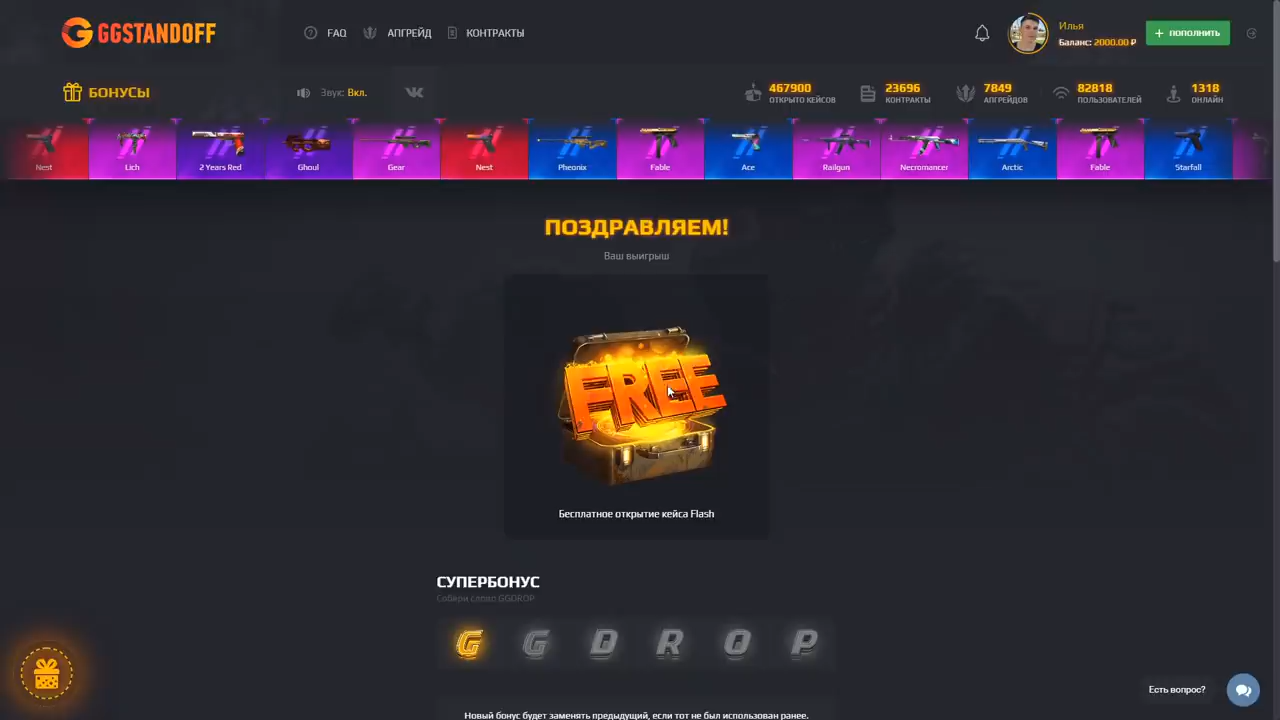 GGSTANDOFF
FAQ
АПГРЕЙД
КОНТРАКТЫ
Илья
Баланс: 2000.00 ₽
+ ПОПОЛНИТЬ
БОНУСЫ
Звук: Вкл.
467900
ОТКРЫТО КЕЙСОВ
23696
КОНТРАКТЫ
7849
АПГРЕЙДОВ
82818
ПОЛЬЗОВАТЕЛЕЙ
1318
ОНЛАЙН
Nest
Lich
2 Years Red
Ghoul
Gear
Nest
Pheonix
Fable
Ace
Railgun
Necromancer
Arctic
Fable
Starfall
ПОЗДРАВЛЯЕМ!
Ваш выигрыш
FREE
Бесплатное открытие кейса Flash
СУПЕРБОНУС
Собери слово GGDROP
G G D R O P
Есть вопрос?
Новый бонус будет заменять предыдущий, если тот не был использован ранее.